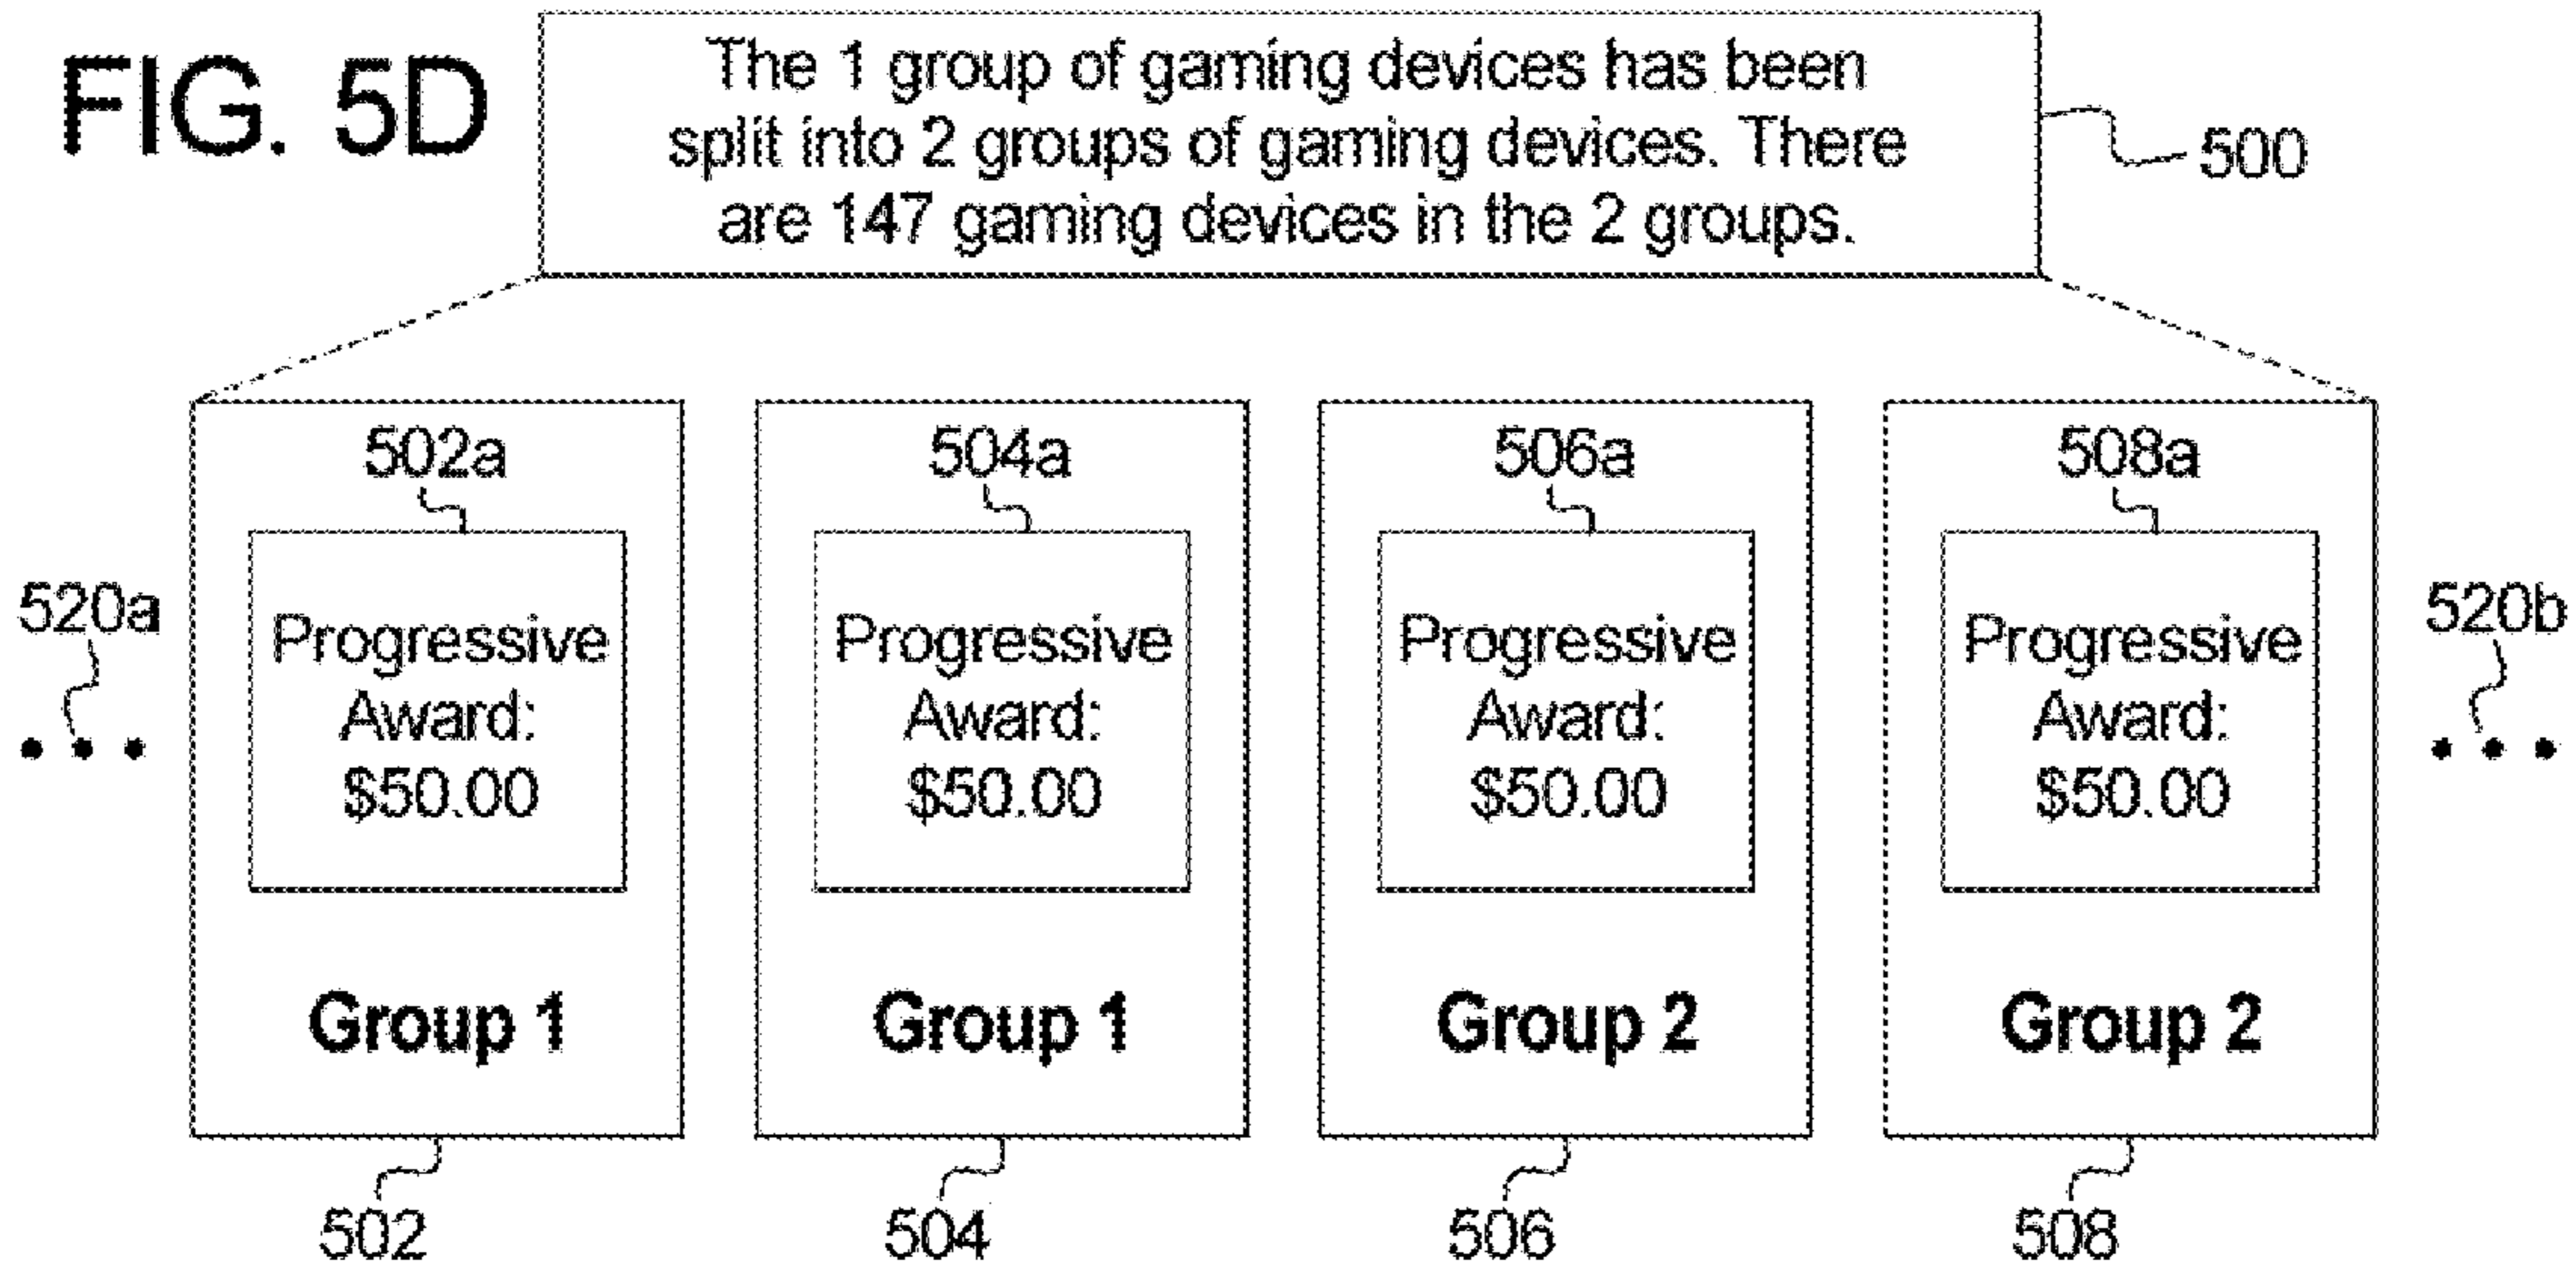 FIG. 5D
The 1 group of gaming devices has been
split into 2 groups of gaming devices. There
are 147 gaming devices in the 2 groups.
500
502a
504a
506a
508a
520a
Progressive
Award:
$50.00
Progressive
Award:
$50.00
Progressive
Award:
$50.00
Progressive
Award:
$50.00
520b
Group 1
Group 1
Group 2
Group 2
502
504
506
508